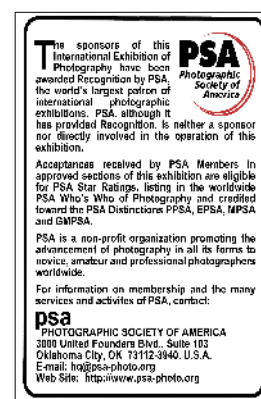 The sponsors of this
International Exhibition of
Photography have been
awarded Recognition by PSA,
the world's largest patron of
international photographic
exhibitions. PSA, although it
has provided Recognition, is neither a sponsor
nor directly involved in the operation of this
exhibition.
PSA
Photographic
Society of
America
Acceptances received by PSA Members in
approved sections of this exhibition are eligible
for PSA Star Ratings, listing in the worldwide
PSA Who's Who of Photography and credited
toward the PSA Distinctions PPSA, EPSA, MPSA
and GMPSA.
PSA is a non-profit organization promoting the
advancement of photography in all its forms to
novice, amateur and professional photographers
worldwide.
For information on membership and the many
services and activites of PSA, contact:
psa
PHOTOGRAPHIC SOCIETY OF AMERICA
3000 United Founders Blvd., Suite 103
Oklahoma City, OK 73112-3940. U.S.A.
E-mail: hq@psa-photo.org
Web Site: http://www.psa-photo.org